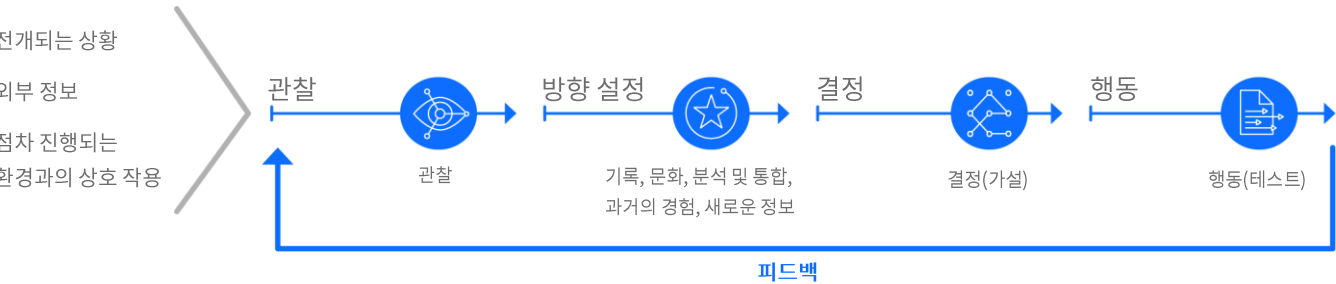 전개되는 상황
외부 정보
점차 진행되는
환경과의 상호 작용
관찰
방향 설정
결정
행동
관찰
기록, 문화, 분석 및 통합,
과거의 경험, 새로운 정보
결정(가설)
행동(테스트)
피드백